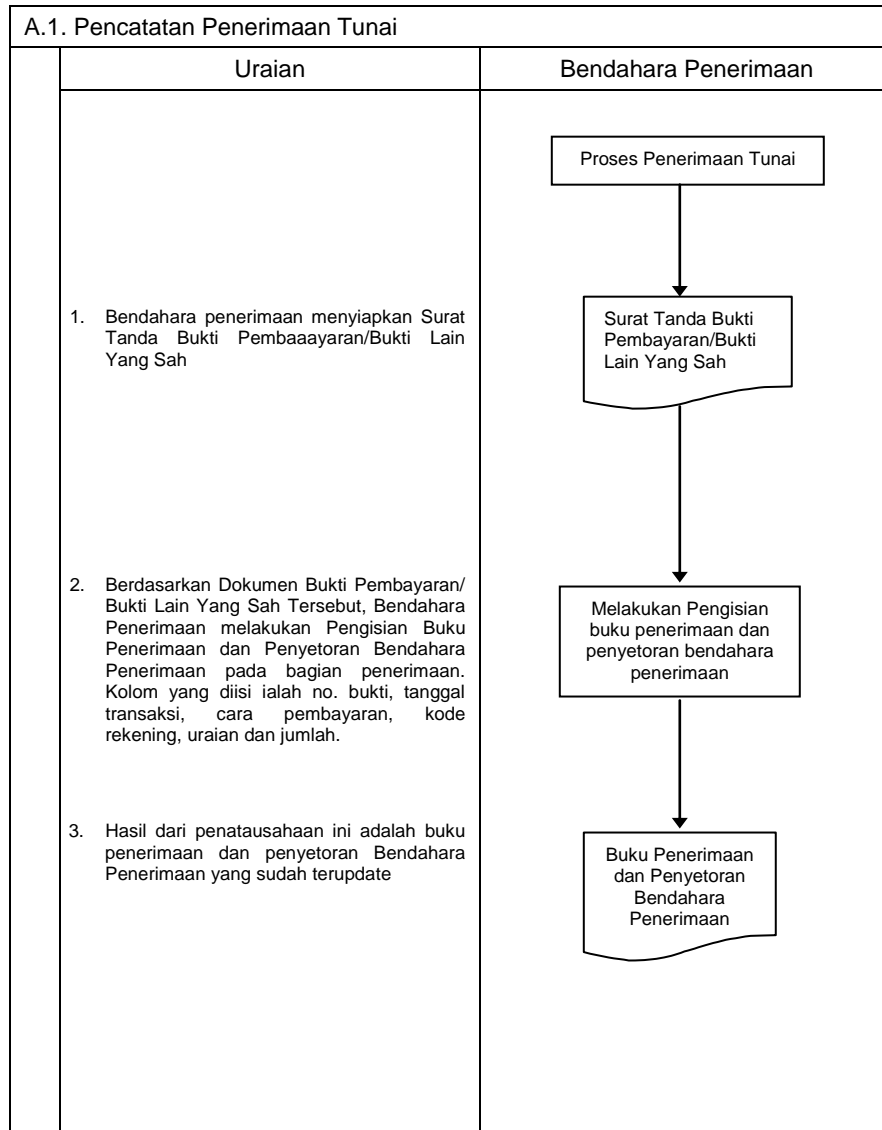 A.1. Pencatatan Penerimaan Tunai
Uraian
Bendahara Penerimaan
Proses Penerimaan Tunai
1. Bendahara penerimaan menyiapkan Surat
Tanda Bukti Pembaaayaran/Bukti Lain
Yang Sah
Surat Tanda Bukti
Pembayaran/Bukti
Lain Yang Sah
2. Berdasarkan Dokumen Bukti Pembayaran/
Bukti Lain Yang Sah Tersebut, Bendahara
Penerimaan melakukan Pengisian Buku
Penerimaan dan Penyetoran Bendahara
Penerimaan pada bagian penerimaan.
Kolom yang diisi ialah no. bukti, tanggal
transaksi, cara pembayaran, kode
rekening, uraian dan jumlah.
Melakukan Pengisian
buku penerimaan dan
penyetoran bendahara
penerimaan
3. Hasil dari penatausahaan ini adalah buku
penerimaan dan penyetoran Bendahara
Penerimaan yang sudah terupdate
Buku Penerimaan
dan Penyetoran
Bendahara
Penerimaan